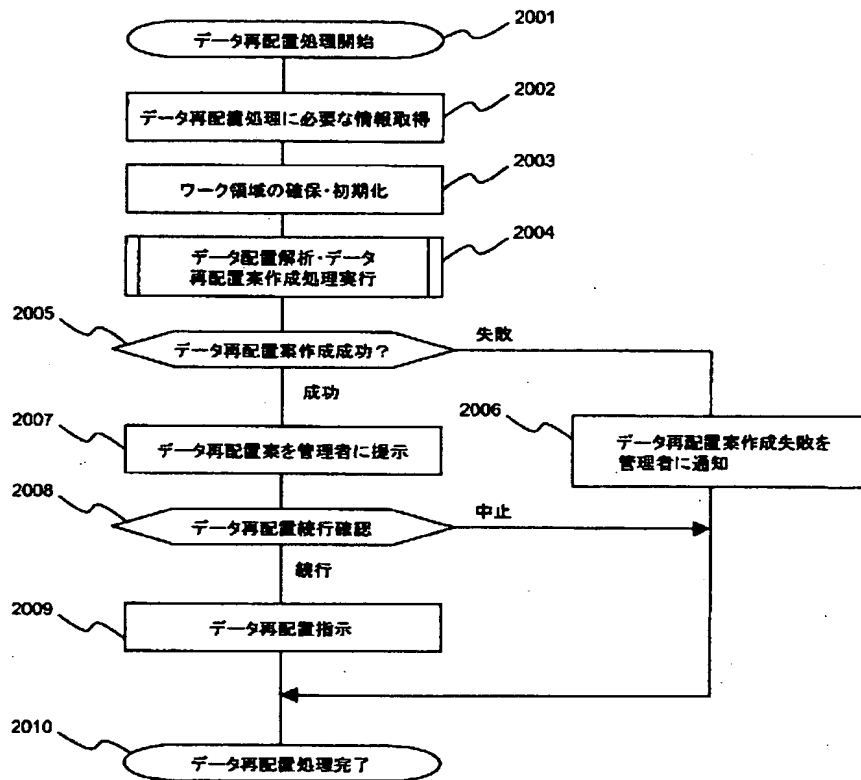 2001
データ再配置処理開始
2002
データ再配置処理に必要な情報取得
2003
ワーク領域の確保・初期化
2004
データ配置解析・データ
再配置案作成処理実行
2005
データ再配置案作成成功?
失敗
成功
2006
データ再配置案作成失敗を
管理者に通知
2007
データ再配置案を管理者に提示
2008
データ再配置続行確認
中止
続行
2009
データ再配置指示
2010
データ再配置処理完了